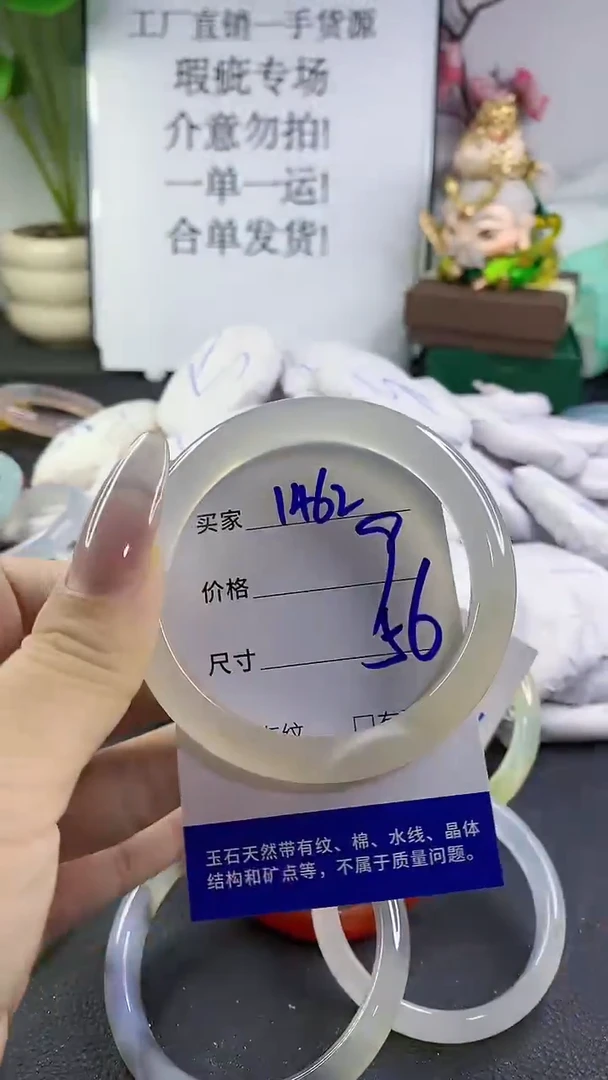 工厂直销一手货源
瑕疵专场
介意勿拍!
一单一运!
合单发货!
买家 1462
价格
尺寸 56
纹 口有
玉石天然带有纹、棉、水线、晶体
结构和矿点等，不属于质量问题。